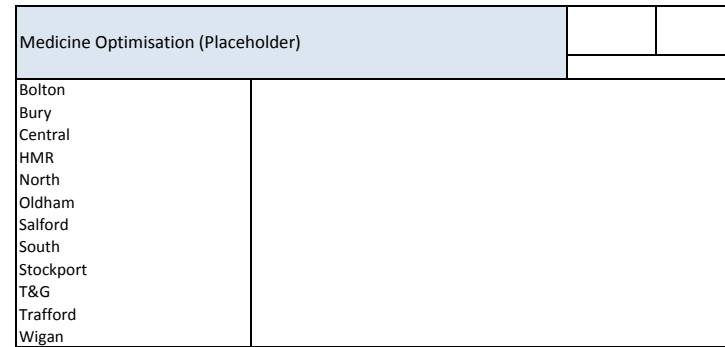 Medicine Optimisation (Placeholder)
Bolton
Bury
Central
HMR
North
Oldham
Salford
South
Stockport
T&G
Trafford
Wigan